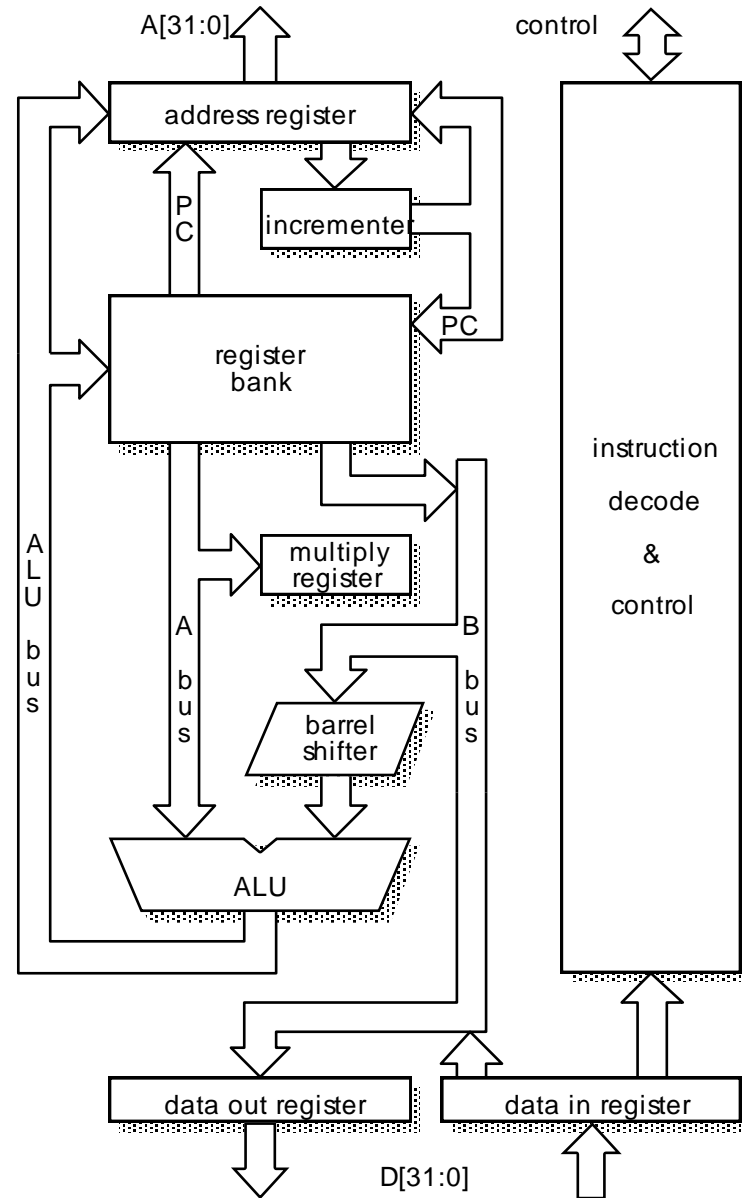 A[31:0]
control
address register
P
C
incrementer
PC
register
bank
instruction
decode
&
control
multiply
register
A
L
U
b
u
s
A
b
u
s
B
b
u
s
barrel
shifter
ALU
data out register
data in register
D[31:0]